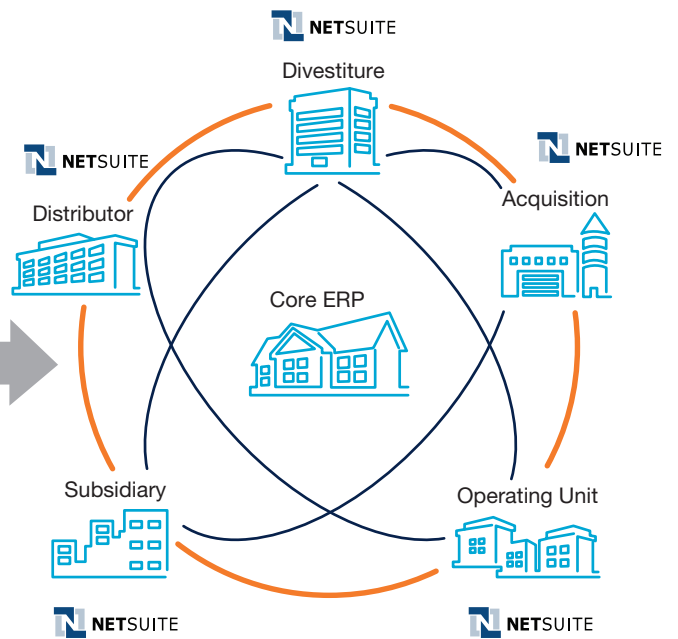 NETSUITE
Divestiture
NETSUITE
NETSUITE
Distributor
Acquisition
Core ERP
Subsidiary
Operating Unit
NETSUITE
NETSUITE